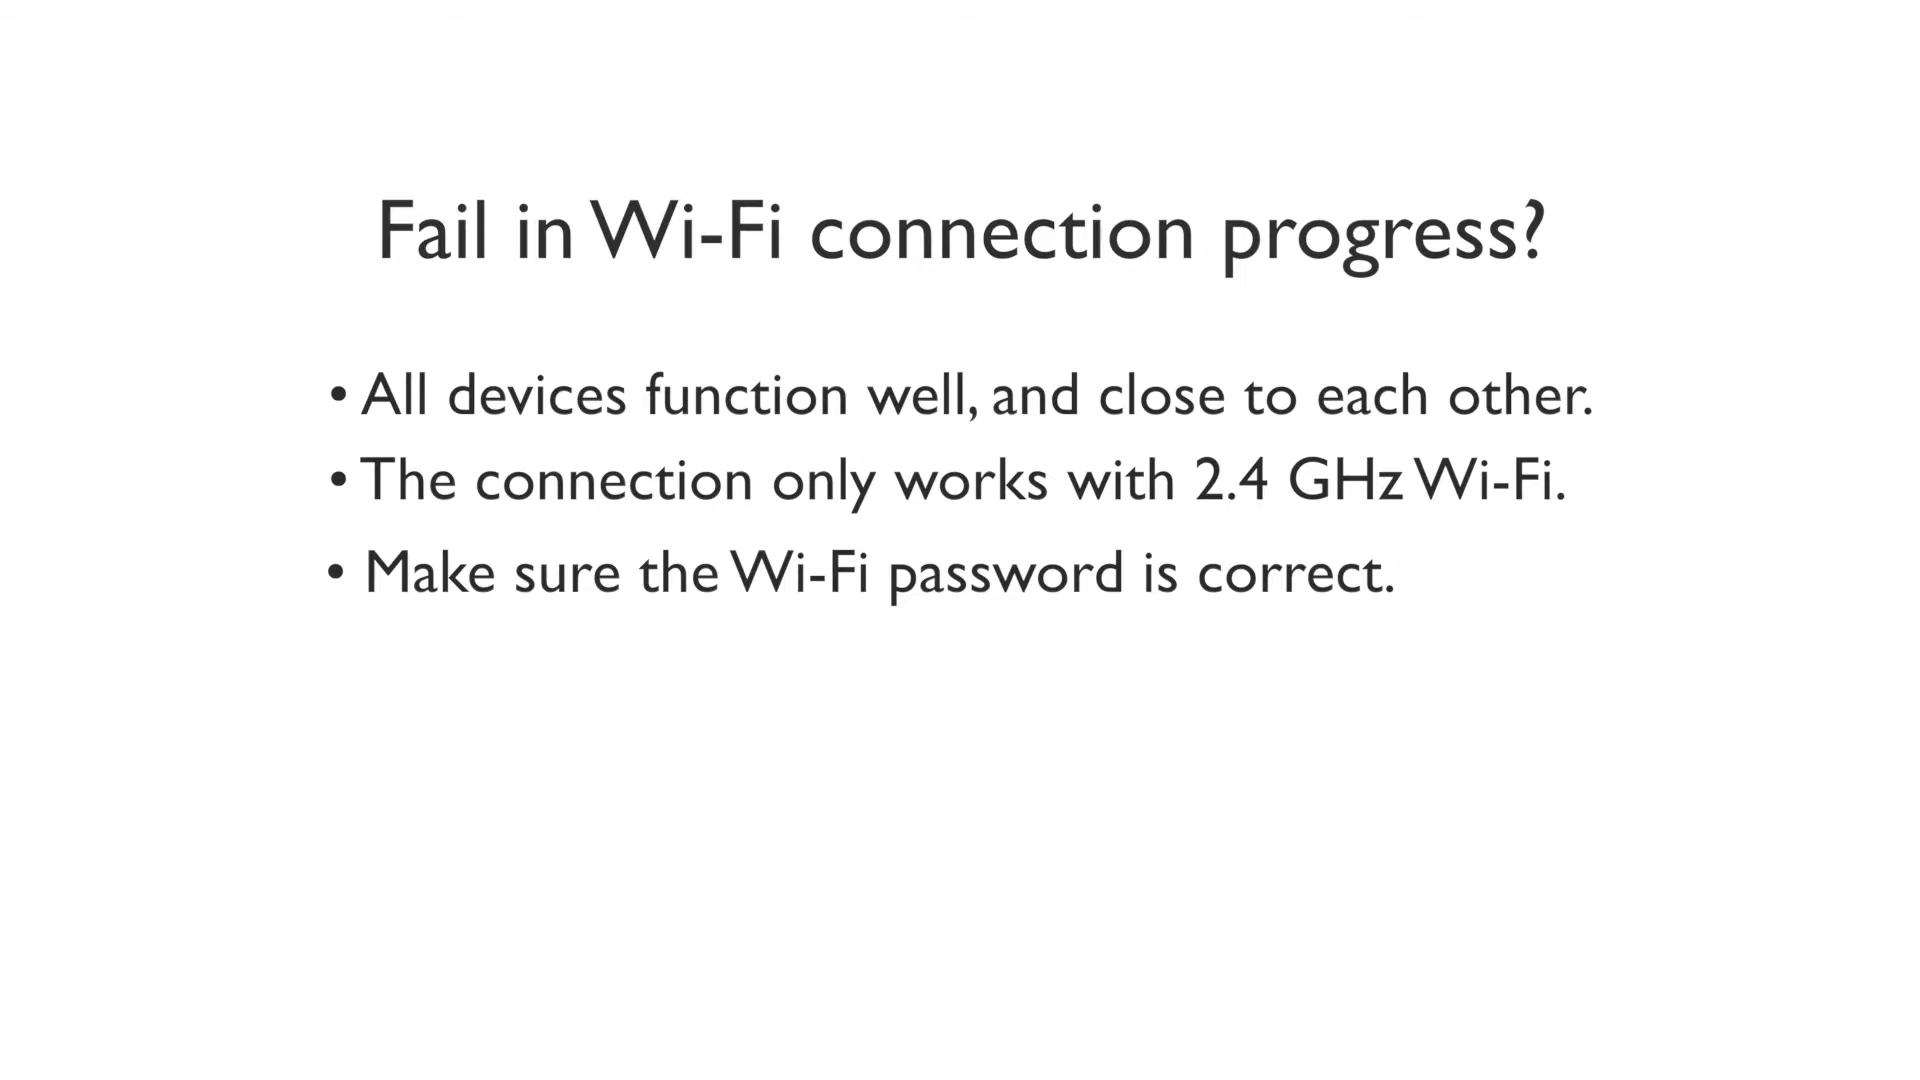 Fail in Wi-Fi connection progress?
• All devices function well, and close to each other.
• The connection only works with 2.4 GHz Wi-Fi.
• Make sure the Wi-Fi password is correct.